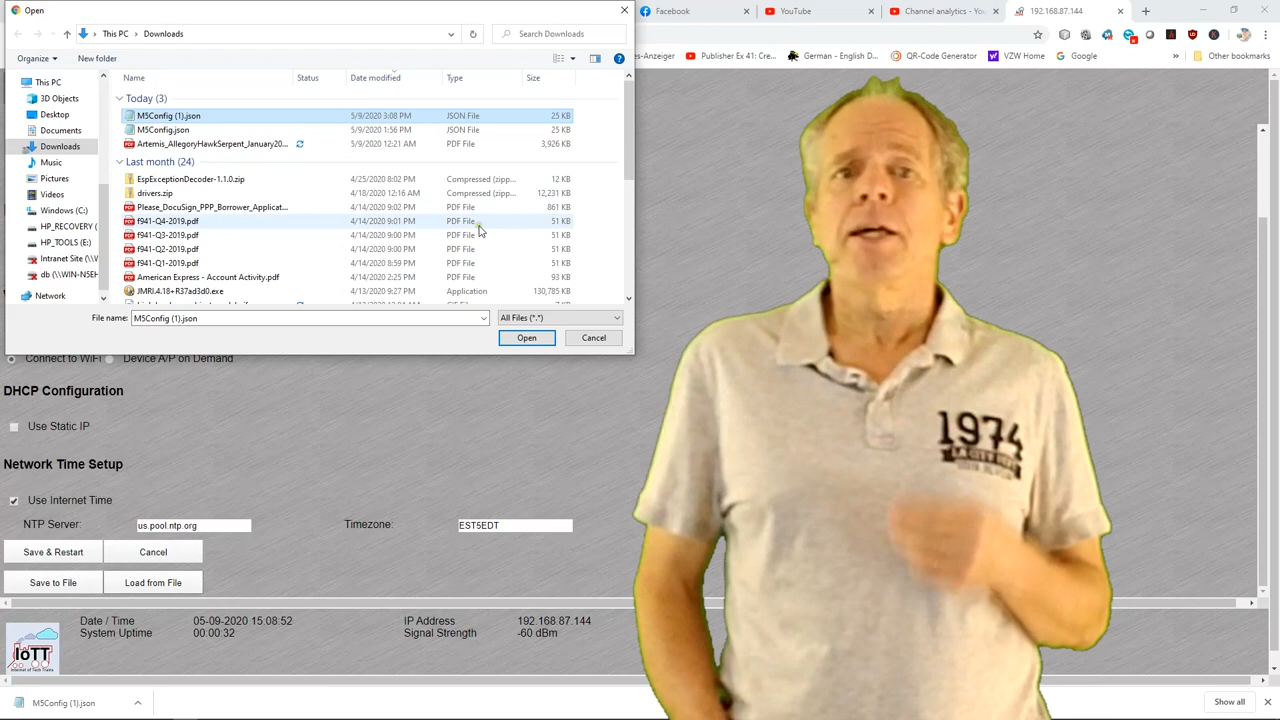 Open
Facebook
YouTube
Channel analytics - You
192.168.87.144
This PC > Downloads
Search Downloads
Organize
New folder
-Anzeiger
Publisher Ex 41: Cre...
German - English D...
QR-Code Generator
VZW Home
Google
Other bookmarks
This PC
3D Objects
Desktop
Documents
Downloads
Music
Pictures
Videos
Windows (C:)
HP_RECOVERY (
HP_TOOLS (E:)
Intranet Site (\\
db (\\WIN-N5EH
Network
Name Status Date modified Type Size
Today (3)
M5Config (1).json 5/9/2020 3:08 PM JSON File 25 KB
M5Config.json 5/9/2020 1:56 PM JSON File 25 KB
Artemis_AllegoryHawkSerpent_January20... 5/9/2020 12:21 AM PDF File 3,926 KB
Last month (24)
EspExceptionDecoder-1.1.0.zip 4/25/2020 8:02 PM Compressed (zipp... 12 KB
drivers.zip 4/18/2020 12:16 AM Compressed (zipp... 12,231 KB
Please_DocuSign_PPP_Borrower_Applicat... 4/14/2020 9:02 PM PDF File 861 KB
f941-Q4-2019.pdf 4/14/2020 9:01 PM PDF File 51 KB
f941-Q3-2019.pdf 4/14/2020 9:00 PM PDF File 51 KB
f941-Q2-2019.pdf 4/14/2020 9:00 PM PDF File 51 KB
f941-Q1-2019.pdf 4/14/2020 8:59 PM PDF File 51 KB
American Express - Account Activity.pdf 4/14/2020 2:25 PM PDF File 93 KB
JMRI.4.18+R37ad3d0.exe 4/13/2020 9:27 PM Application 130,785 KB
File name: M5Config (1).json All Files (*.*)
Open Cancel
Connect to WiFi Device A/P on Demand
DHCP Configuration
Use Static IP
Network Time Setup
Use Internet Time
NTP Server: us.pool.ntp.org Timezone: EST5EDT
Save & Restart Cancel
Save to File Load from File
Date / Time 05-09-2020 15:08:52 IP Address 192.168.87.144
System Uptime 00:00:32 Signal Strength -60 dBm
IoTT
Internet of Tech Trains
1974
LA CITY
M5Config (1).json
Show all